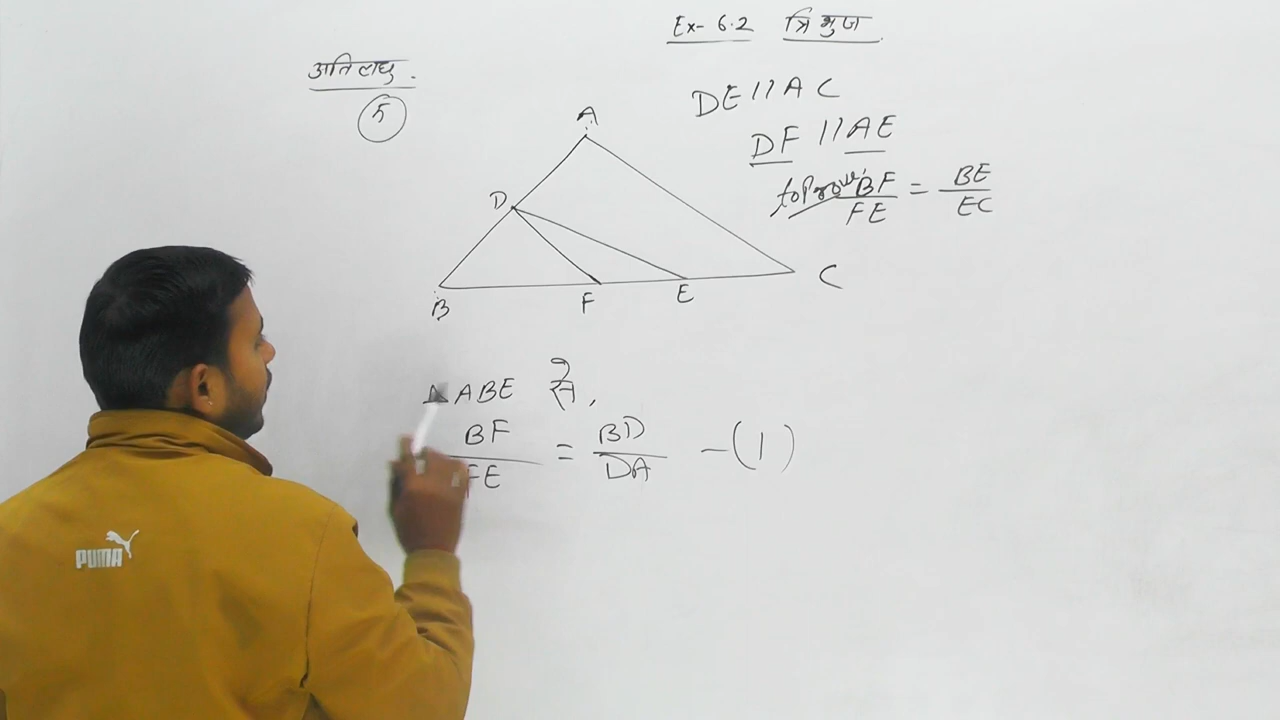 Ex- 6.2 त्रिभुज
अतिलघु.
DE // AC
DF // AE
to Prove: BF/FE = BE/EC
A
D
B F E C
△ABE से,
BF/FE = BD/DA -(1)
PUMA